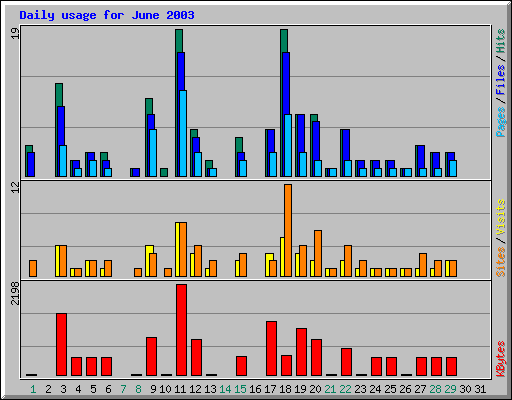 Daily usage for June 2003
19
Pages / Files / Hits
12
Sites / Visits
2198
KBytes
1 2 3 4 5 6 7 8 9 10 11 12 13 14 15 16 17 18 19 20 21 22 23 24 25 26 27 28 29 30 31